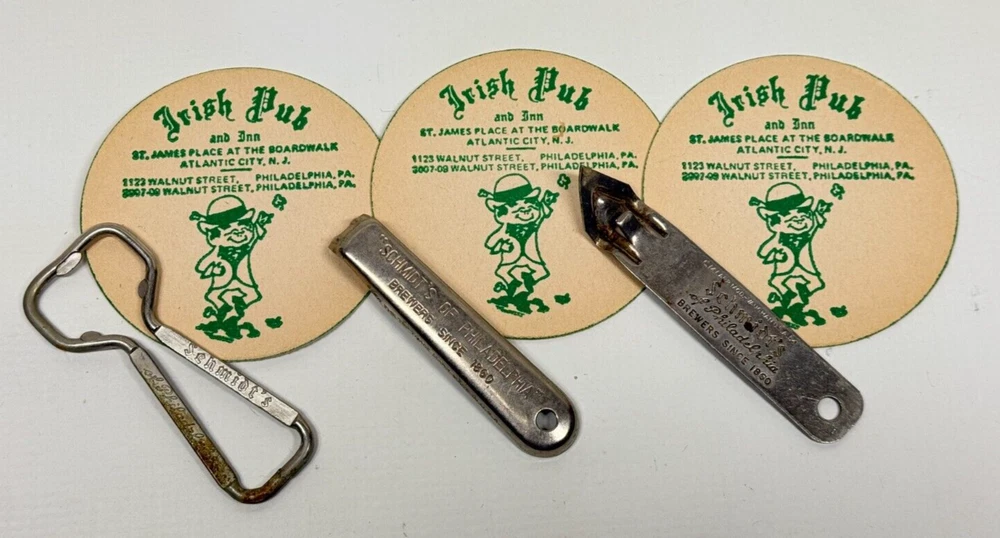 Irish Pub
and Inn
ST. JAMES PLACE AT THE BOARDWALK
ATLANTIC CITY, N. J.
1123 WALNUT STREET, PHILADELPHIA, PA.
2007-09 WALNUT STREET, PHILADELPHIA, PA.
Irish Pub
and Inn
ST. JAMES PLACE AT THE BOARDWALK
ATLANTIC CITY, N. J.
1123 WALNUT STREET, PHILADELPHIA, PA.
2007-09 WALNUT STREET, PHILADELPHIA, PA.
Irish Pub
and Inn
ST. JAMES PLACE AT THE BOARDWALK
ATLANTIC CITY, N. J.
1123 WALNUT STREET, PHILADELPHIA, PA.
2007-09 WALNUT STREET, PHILADELPHIA, PA.
Schmidt's
"SCHMIDT'S OF PHILADELPHIA"
BREWERS SINCE 1860
Schmidt's
of Philadelphia
BREWERS SINCE 1860